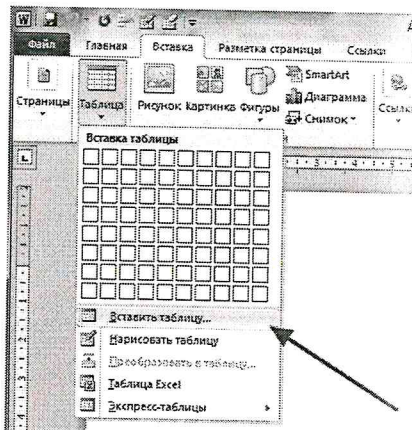 W
Файл Главная Вставка Разметка страницы Ссылки
Страницы Таблица Рисунок Картинка Фигуры SmartArt
Диаграмма
Снимок
Вставка таблицы
Вставить таблицу...
Нарисовать таблицу
Преобразовать в таблицу...
Таблица Excel
Экспресс-таблицы